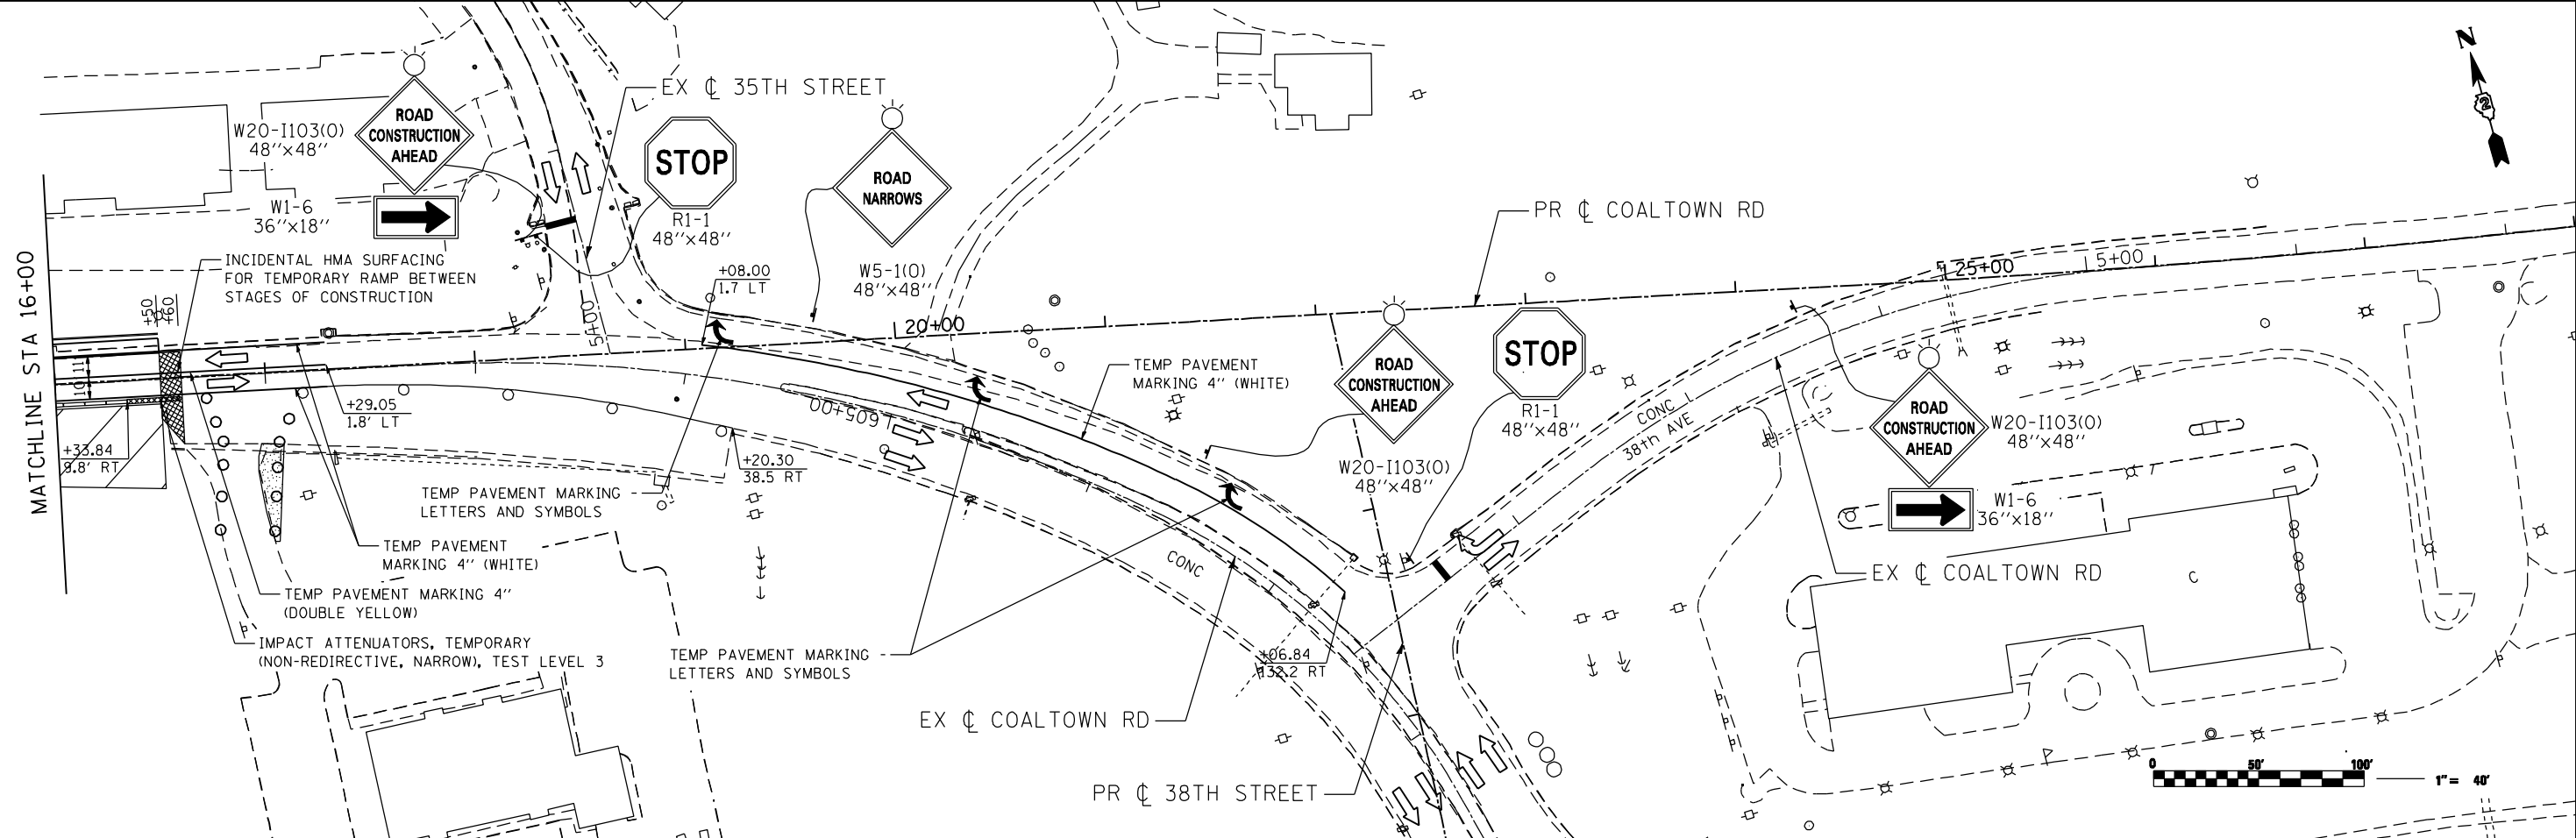 MATCHLINE STA 16+00
W20-I103(O)
48''x48''
ROAD
CONSTRUCTION
AHEAD
W1-6
36''x18''
EX ℄ 35TH STREET
STOP
R1-1
48''x48''
ROAD
NARROWS
W5-1(O)
48''x48''
INCIDENTAL HMA SURFACING
FOR TEMPORARY RAMP BETWEEN
STAGES OF CONSTRUCTION
+50
+60
11
10
5+00
+08.00
1.7 LT
20+00
PR ℄ COALTOWN RD
25+00
5+00
N
2
TEMP PAVEMENT
MARKING 4'' (WHITE)
ROAD
CONSTRUCTION
AHEAD
W20-I103(O)
48''x48''
STOP
R1-1
48''x48''
CONC
38th AVE
ROAD
CONSTRUCTION
AHEAD
W20-I103(O)
48''x48''
W1-6
36''x18''
+29.05
1.8' LT
+33.84
9.8' RT
1605+00
+20.30
38.5 RT
TEMP PAVEMENT MARKING
LETTERS AND SYMBOLS
TEMP PAVEMENT
MARKING 4'' (WHITE)
TEMP PAVEMENT MARKING 4''
(DOUBLE YELLOW)
IMPACT ATTENUATORS, TEMPORARY
(NON-REDIRECTIVE, NARROW), TEST LEVEL 3
TEMP PAVEMENT MARKING
LETTERS AND SYMBOLS
CONC
EX ℄ COALTOWN RD
C
+06.84
132.2 RT
EX ℄ COALTOWN RD
PR ℄ 38TH STREET
0 50' 100'
1" = 40'